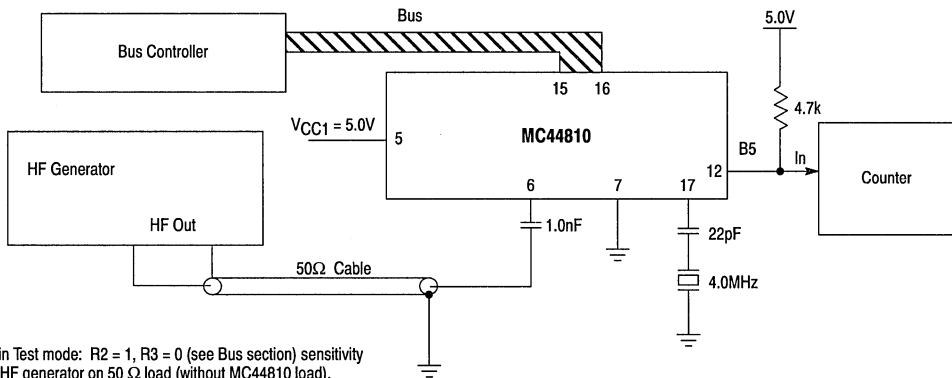 Bus
5.0V
Bus Controller
15 16
4.7k
VCC1 = 5.0V
5
MC44810
B5
12
In
Counter
HF Generator
HF Out
6
7
17
1.0nF
22pF
50Ω Cable
4.0MHz
in Test mode: R2 = 1, R3 = 0 (see Bus section) sensitivity
HF generator on 50 Ω load (without MC44810 load).